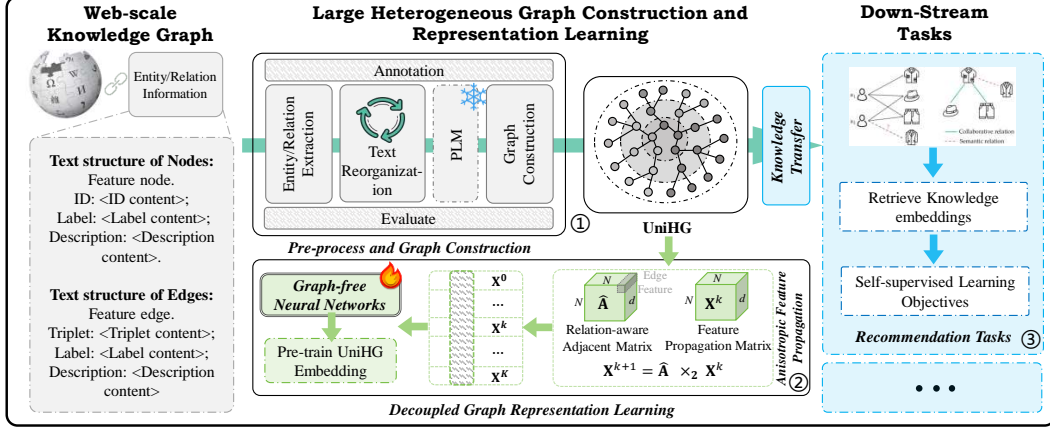 Web-scale
Knowledge Graph
Entity/Relation
Information
Text structure of Nodes:
Feature node.
ID: <ID content>;
Label: <Label content>;
Description: <Description
content>.
Text structure of Edges:
Feature edge.
Triplet: <Triplet content>;
Label: <Label content>;
Description: <Description
content>
Large Heterogeneous Graph Construction and
Representation Learning
Annotation
Entity/Relation
Extraction
Text
Reorganizat-
ion
PLM
Graph
Construction
Evaluate
①
Pre-process and Graph Construction
UniHG
Knowledge
Transfer
Graph-free
Neural Networks
Pre-train UniHG
Embedding
X⁰
...
Xᵏ
...
Xᴷ
N
Edge
Feature
N
Â
d
N
N
Xᵏ
d
Relation-aware
Adjacent Matrix
Feature
Propagation Matrix
Xᵏ⁺¹ = Â ×₂ Xᵏ
Anisotropic Feature
Propagation
②
Decoupled Graph Representation Learning
Down-Stream
Tasks
Collaborative relation
Semantic relation
Retrieve Knowledge
embeddings
Self-supervised Learning
Objectives
Recommendation Tasks
③
• • •